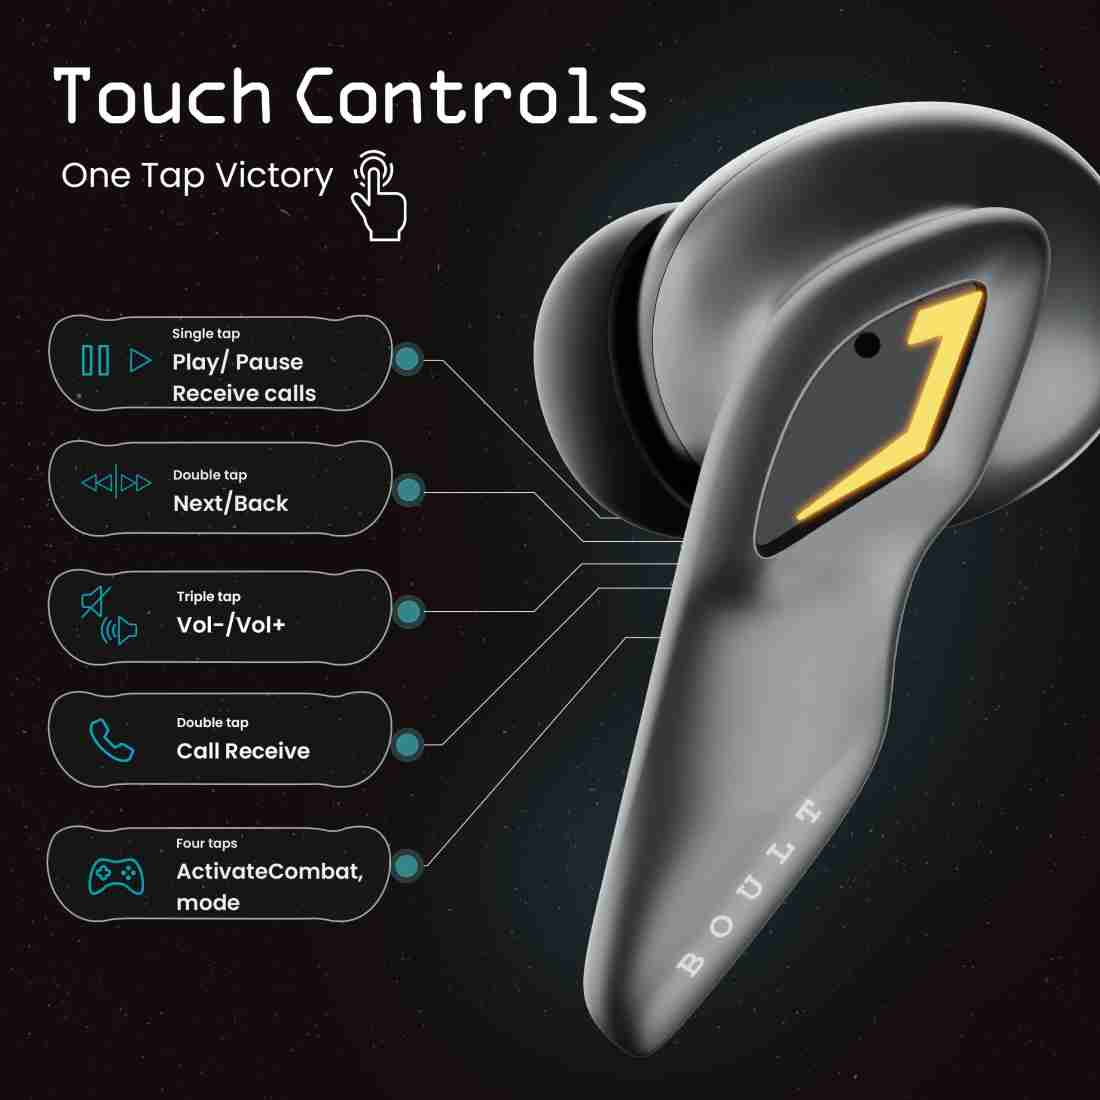 Touch Controls
One Tap Victory
Single tap
Play/ Pause
Receive calls
Double tap
Next/Back
Triple tap
Vol-/Vol+
Double tap
Call Receive
Four taps
ActivateCombat,
mode
BOULT